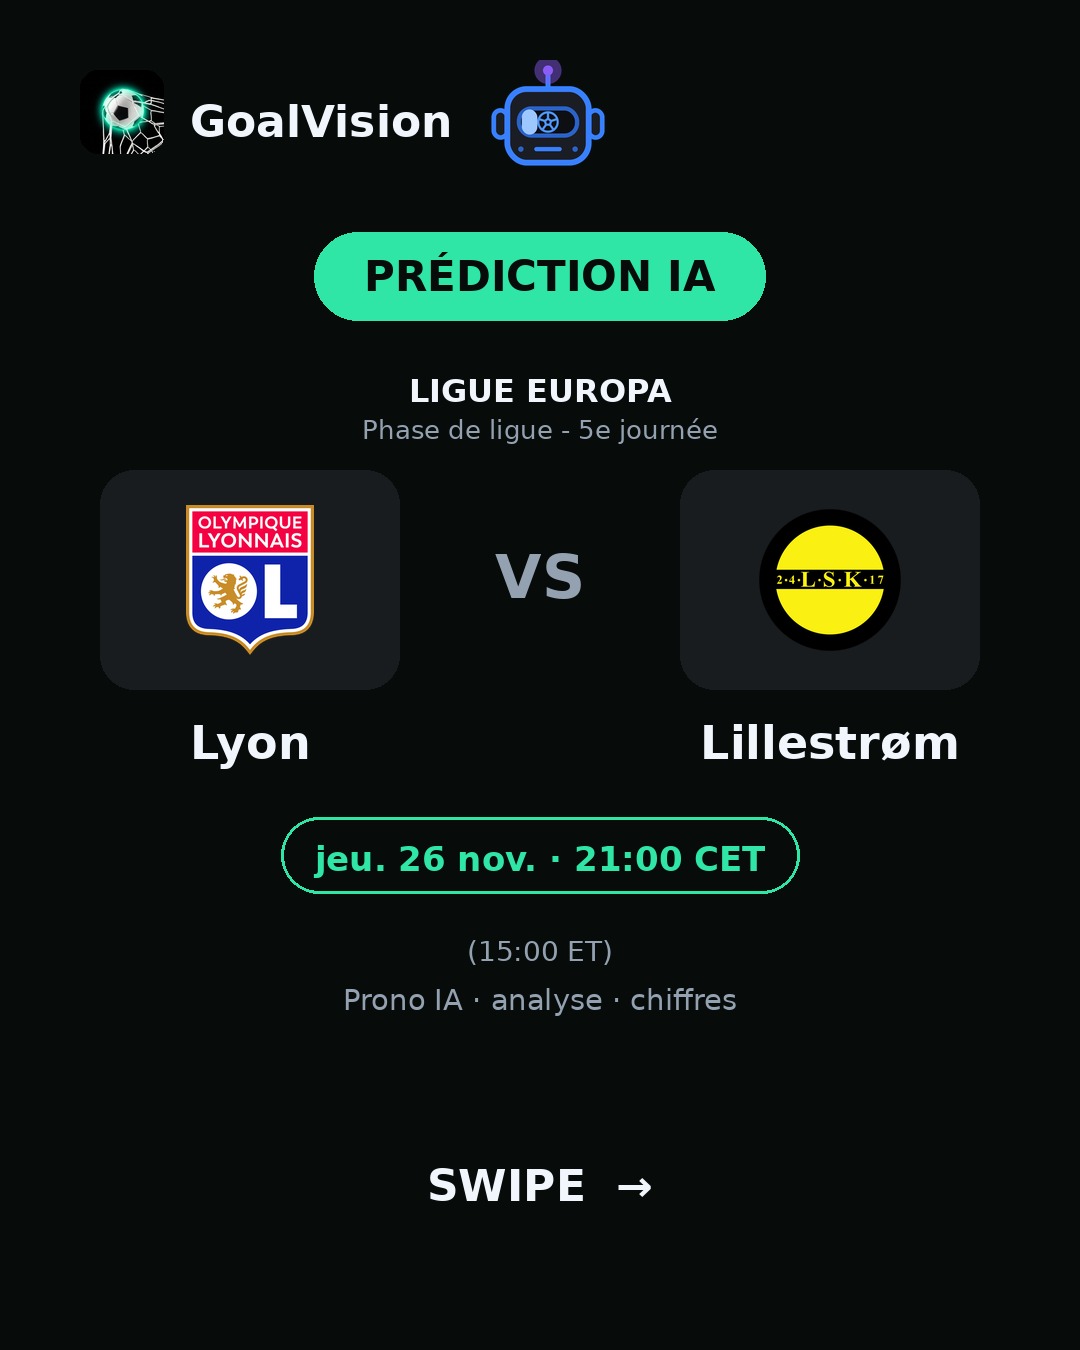 GoalVision
PRÉDICTION IA
LIGUE EUROPA
Phase de ligue - 5e journée
OLYMPIQUE
LYONNAIS
OL
VS
2·4·L·S·K·17
Lyon
Lillestrøm
jeu. 26 nov. · 21:00 CET
(15:00 ET)
Prono IA · analyse · chiffres
SWIPE →